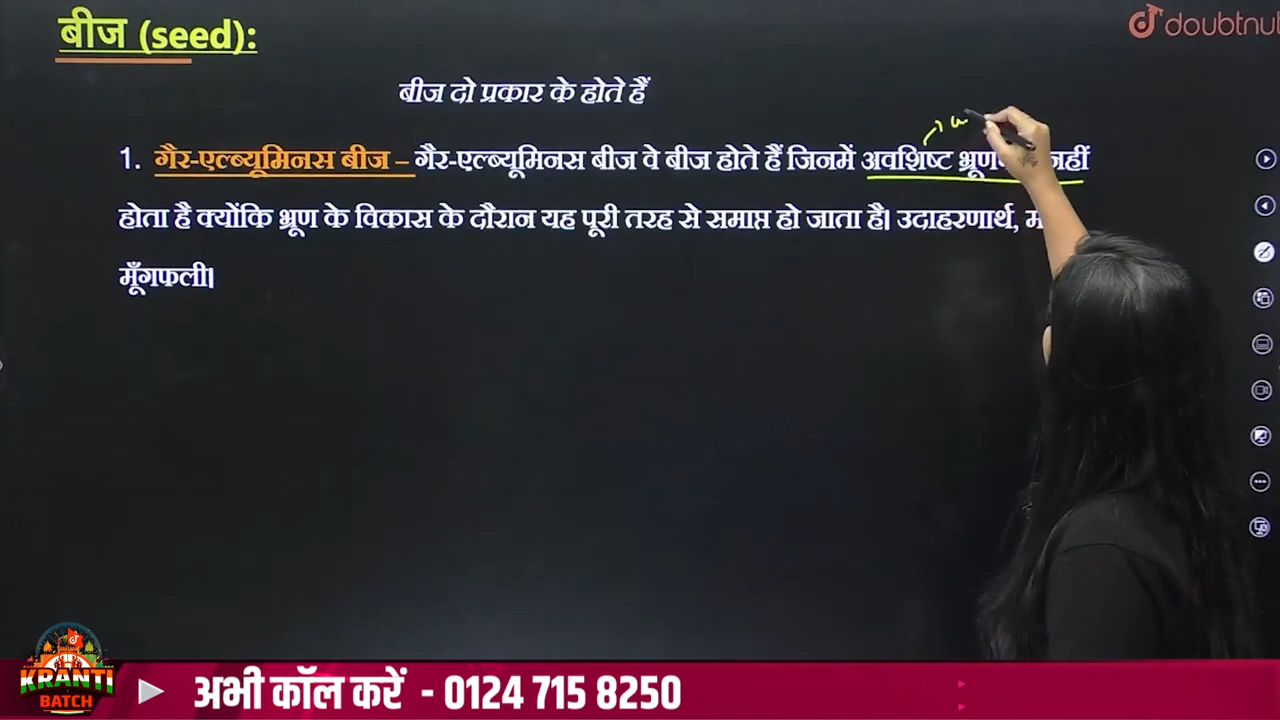 बीज (seed):
doubtnut
बीज दो प्रकार के होते हैं
1. गैर-एल्ब्यूमिनस बीज – गैर-एल्ब्यूमिनस बीज वे बीज होते हैं जिनमें अवशिष्ट नहीं
होता है क्योंकि भ्रूण के विकास के दौरान यह पूरी तरह से समाप्त हो जाता है। उदाहरणार्थ,
मूँगफली।
KRANTI
BATCH
अभी कॉल करें - 0124 715 8250